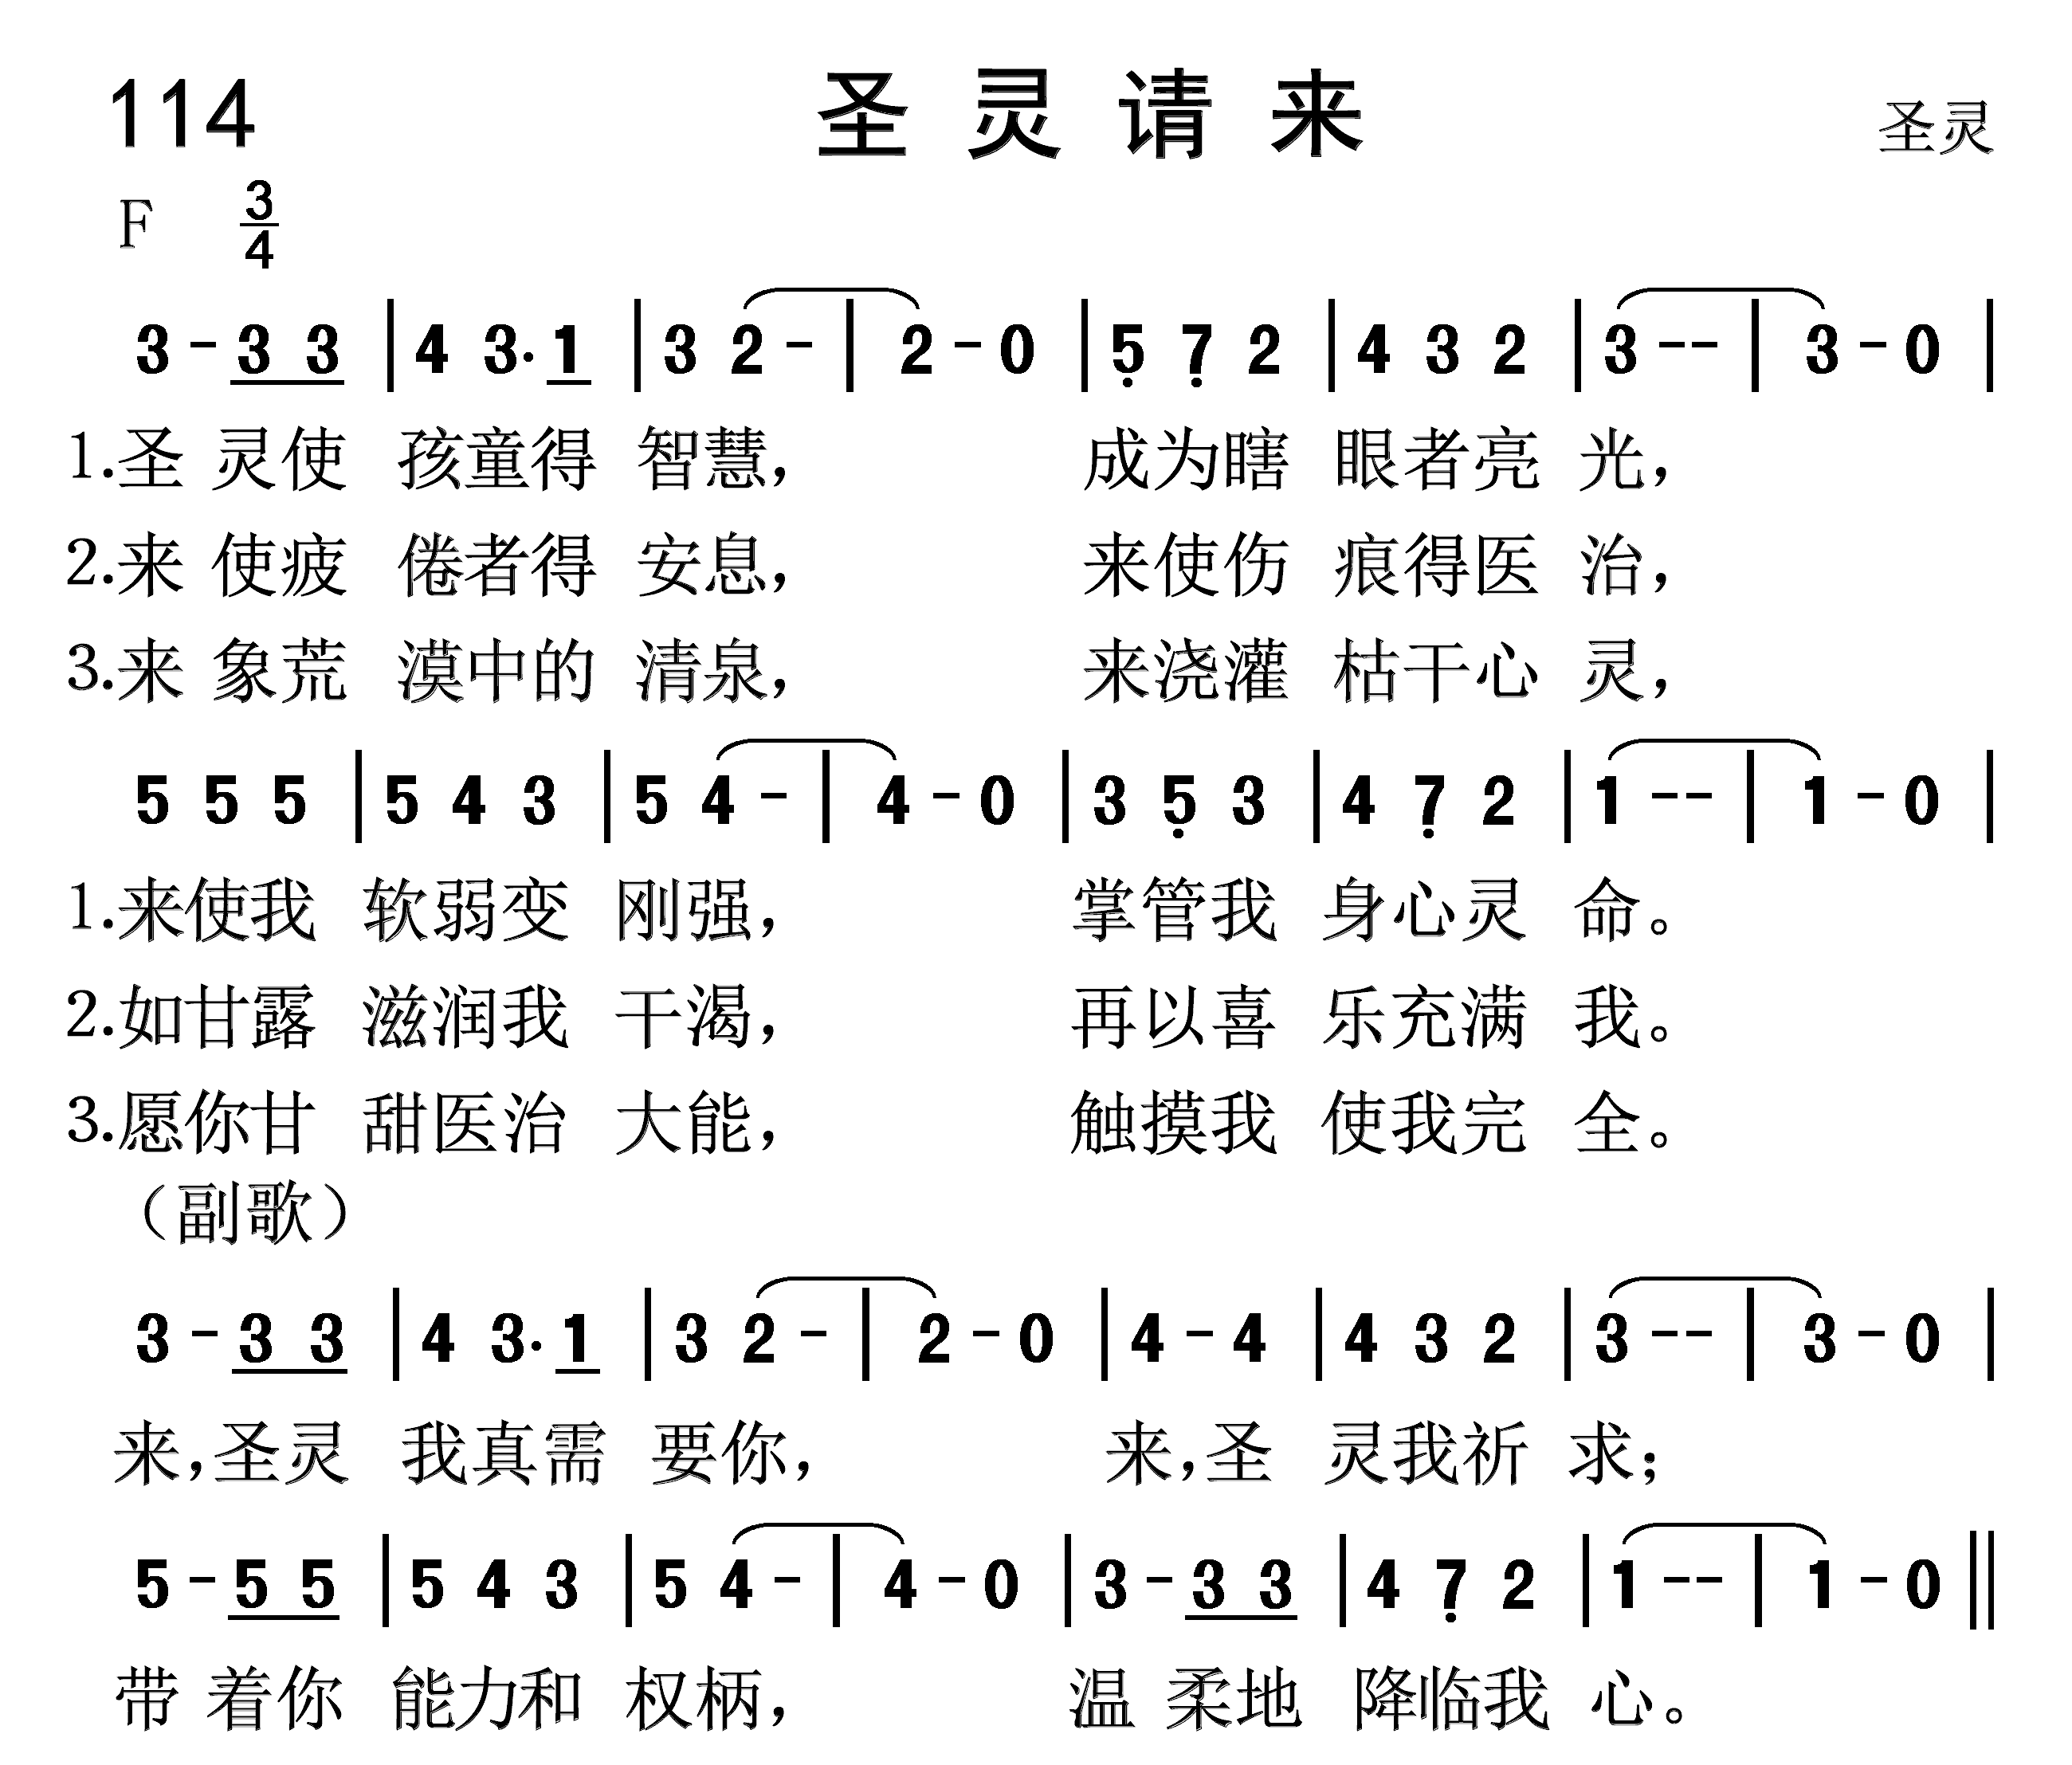 114 圣灵请来 圣灵
F 3/4
3 - 3 3 | 4 3. 1 | 3 2 - | 2 - 0 | 5 7 2 | 4 3 2 | 3 - - | 3 - 0 |
1.圣 灵使 孩童得 智慧， 成为瞎 眼者亮 光，
2.来 使疲 倦者得 安息， 来使伤 痕得医 治，
3.来 象荒 漠中的 清泉， 来浇灌 枯干心 灵，
5 5 5 | 5 4 3 | 5 4 - | 4 - 0 | 3 5 3 | 4 7 2 | 1 - - | 1 - 0 |
1.来使我 软弱变 刚强， 掌管我 身心灵 命。
2.如甘露 滋润我 干渴， 再以喜 乐充满 我。
3.愿你甘 甜医治 大能， 触摸我 使我完 全。
（副歌）
3 - 3 3 | 4 3. 1 | 3 2 - | 2 - 0 | 4 - 4 | 4 3 2 | 3 - - | 3 - 0 |
来，圣灵 我真需 要你， 来，圣 灵我祈 求；
5 - 5 5 | 5 4 3 | 5 4 - | 4 - 0 | 3 - 3 3 | 4 7 2 | 1 - - | 1 - 0 ||
带 着你 能力和 权柄， 温 柔地 降临我 心。